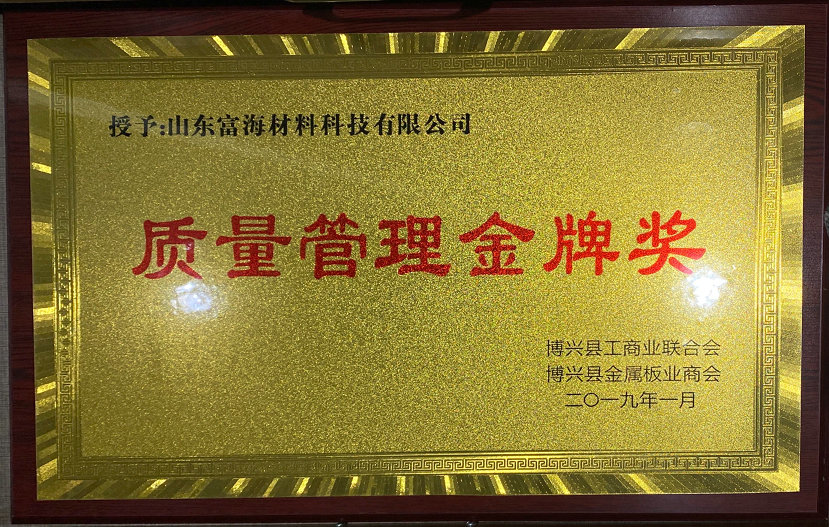 授予:山东富海材料科技有限公司
质量管理金牌奖
博兴县工商业联合会
博兴县金属板业商会
二〇一九年一月